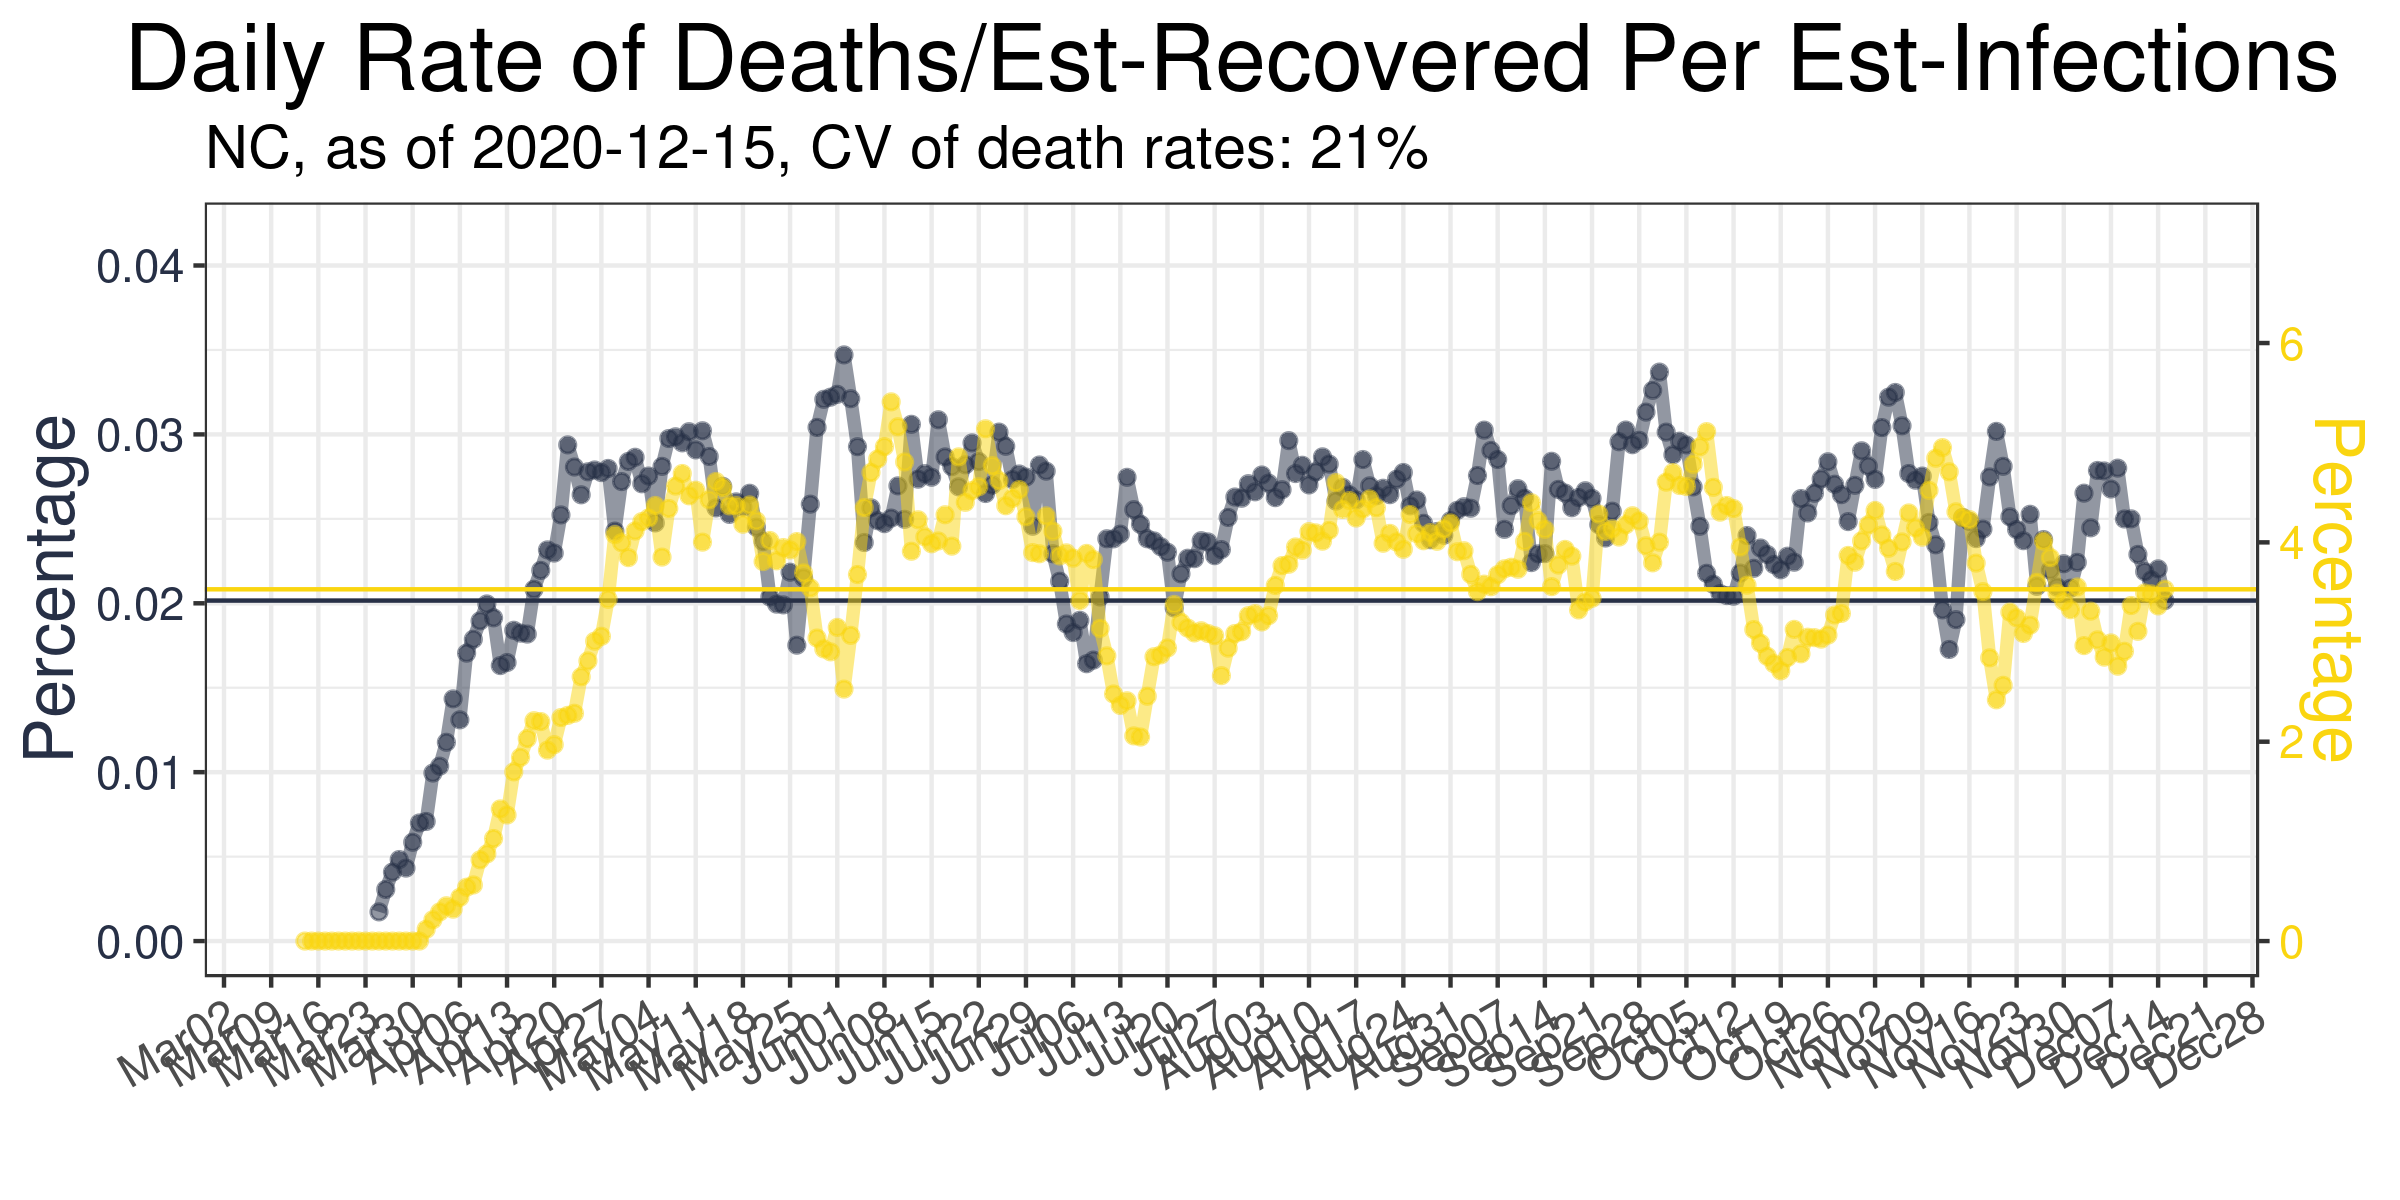 Daily Rate of Deaths/Est-Recovered Per Est-Infections
NC, as of 2020-12-15, CV of death rates: 21%
Percentage
0.04
0.03
0.02
0.01
0.00
6
4
2
0
Percentage
Mar02
Mar09
Mar16
Mar23
Mar30
Apr06
Apr13
Apr20
Apr27
May04
May11
May18
May25
Jun01
Jun08
Jun15
Jun22
Jun29
Jul06
Jul13
Jul20
Jul27
Aug03
Aug10
Aug17
Aug24
Aug31
Sep07
Sep14
Sep21
Sep28
Oct05
Oct12
Oct19
Oct26
Nov02
Nov09
Nov16
Nov23
Nov30
Dec07
Dec14
Dec21
Dec28